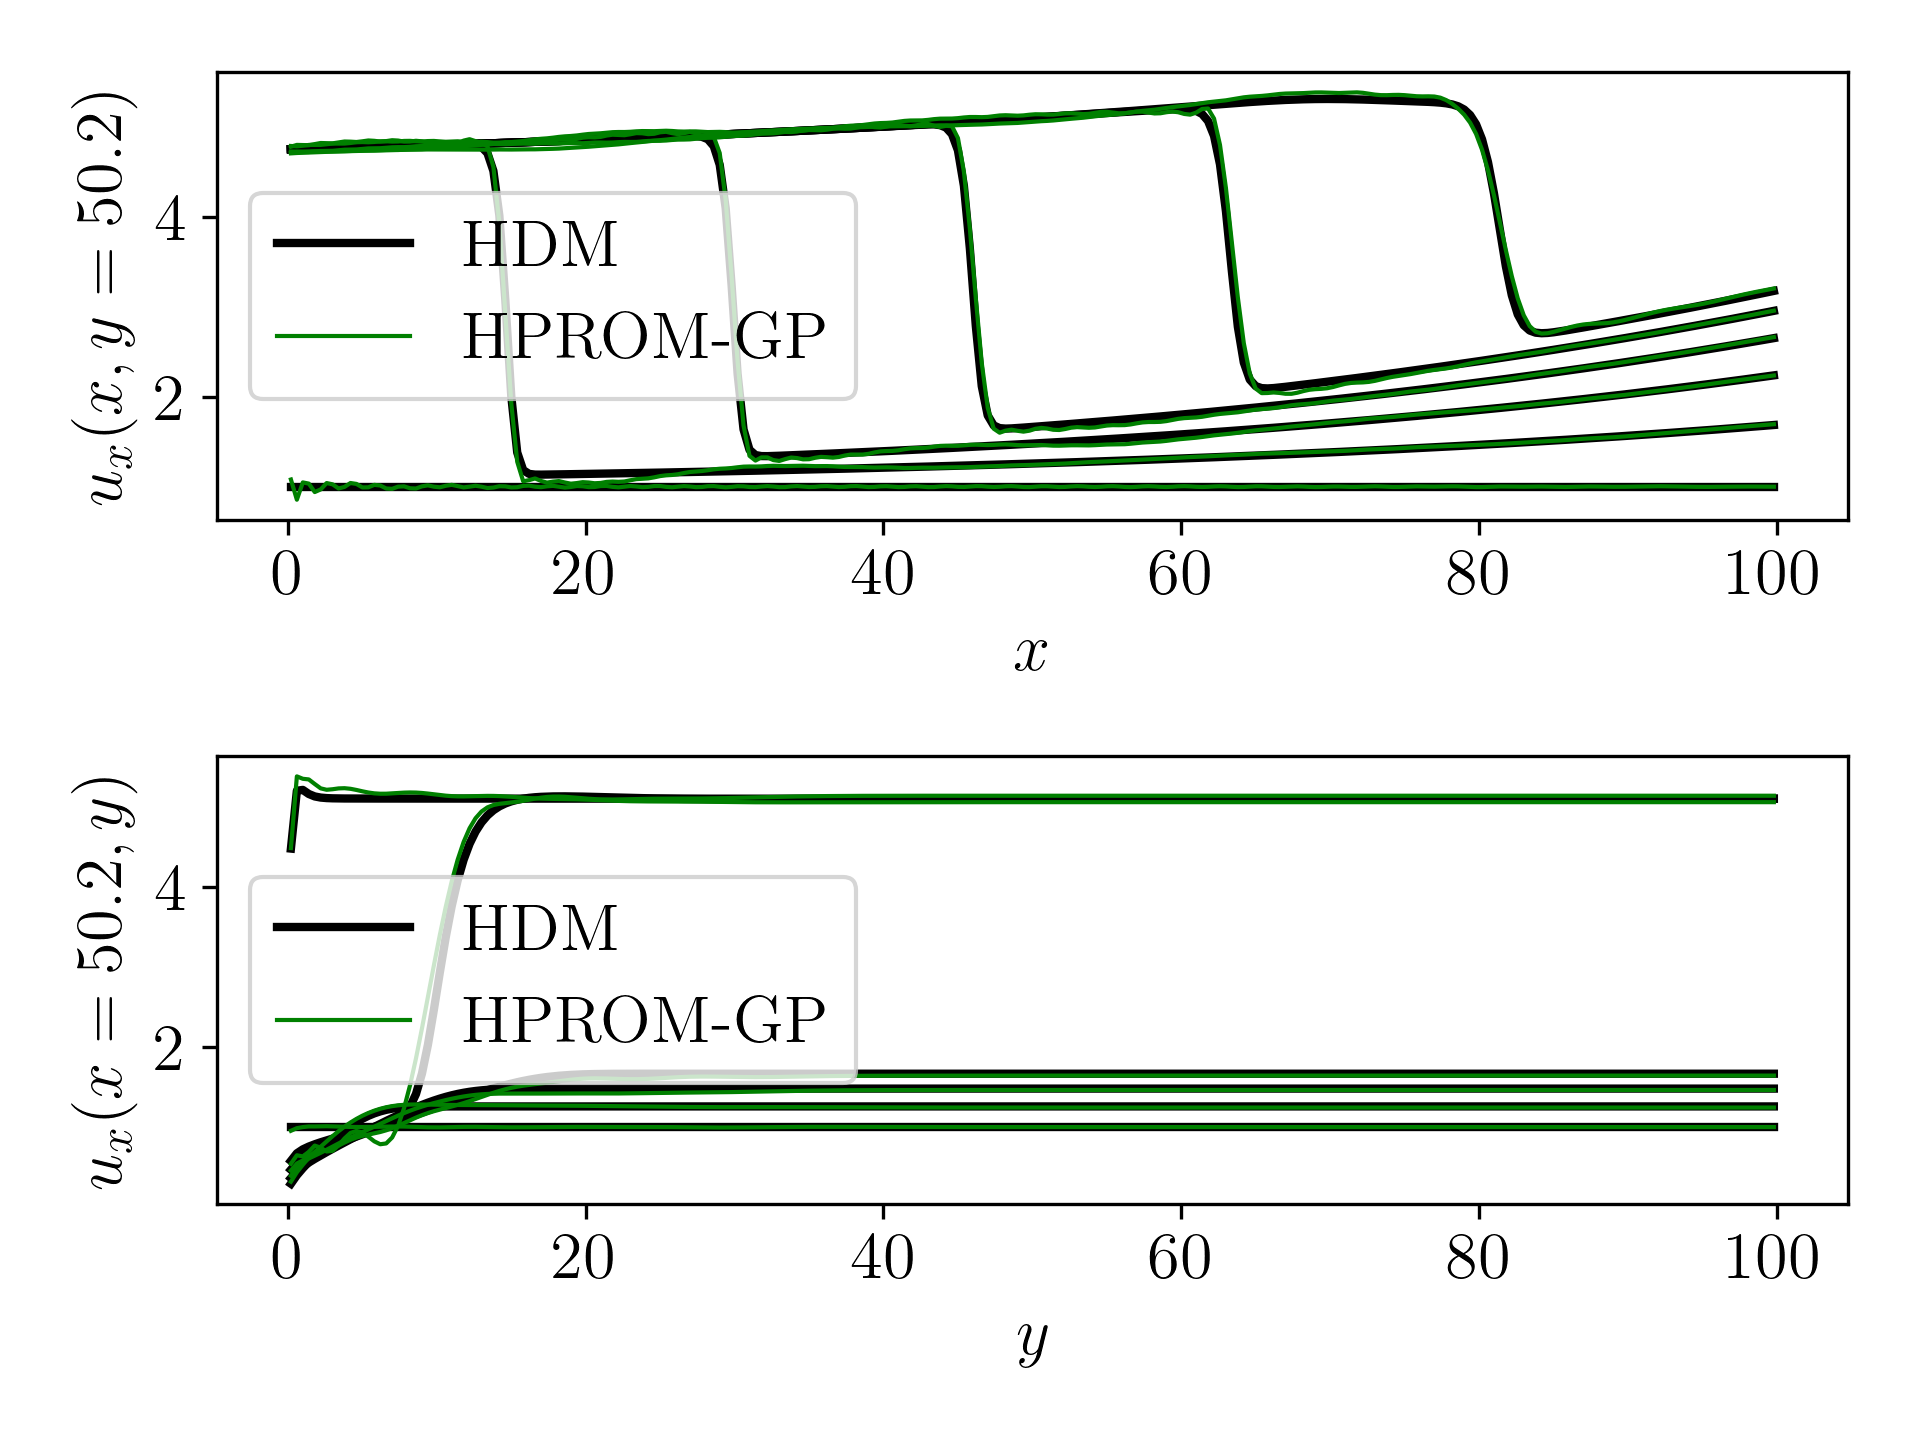 u_x(x, y = 50.2)
4
2
HDM
HPROM-GP
0 20 40 60 80 100
x
u_x(x = 50.2, y)
4
2
HDM
HPROM-GP
0 20 40 60 80 100
y